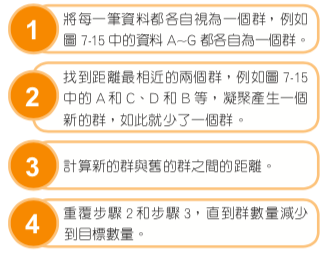 1
將每一筆資料都各自視為一個群，例如
圖 7-15 中的資料 A~G 都各自為一個群。
2
找到距離最相近的兩個群，例如圖 7-15
中的 A 和 C、D 和 B 等，凝聚產生一個
新的群，如此就少了一個群。
3
計算新的群與舊的群之間的距離。
4
重覆步驟 2 和步驟 3，直到群數量減少
到目標數量。